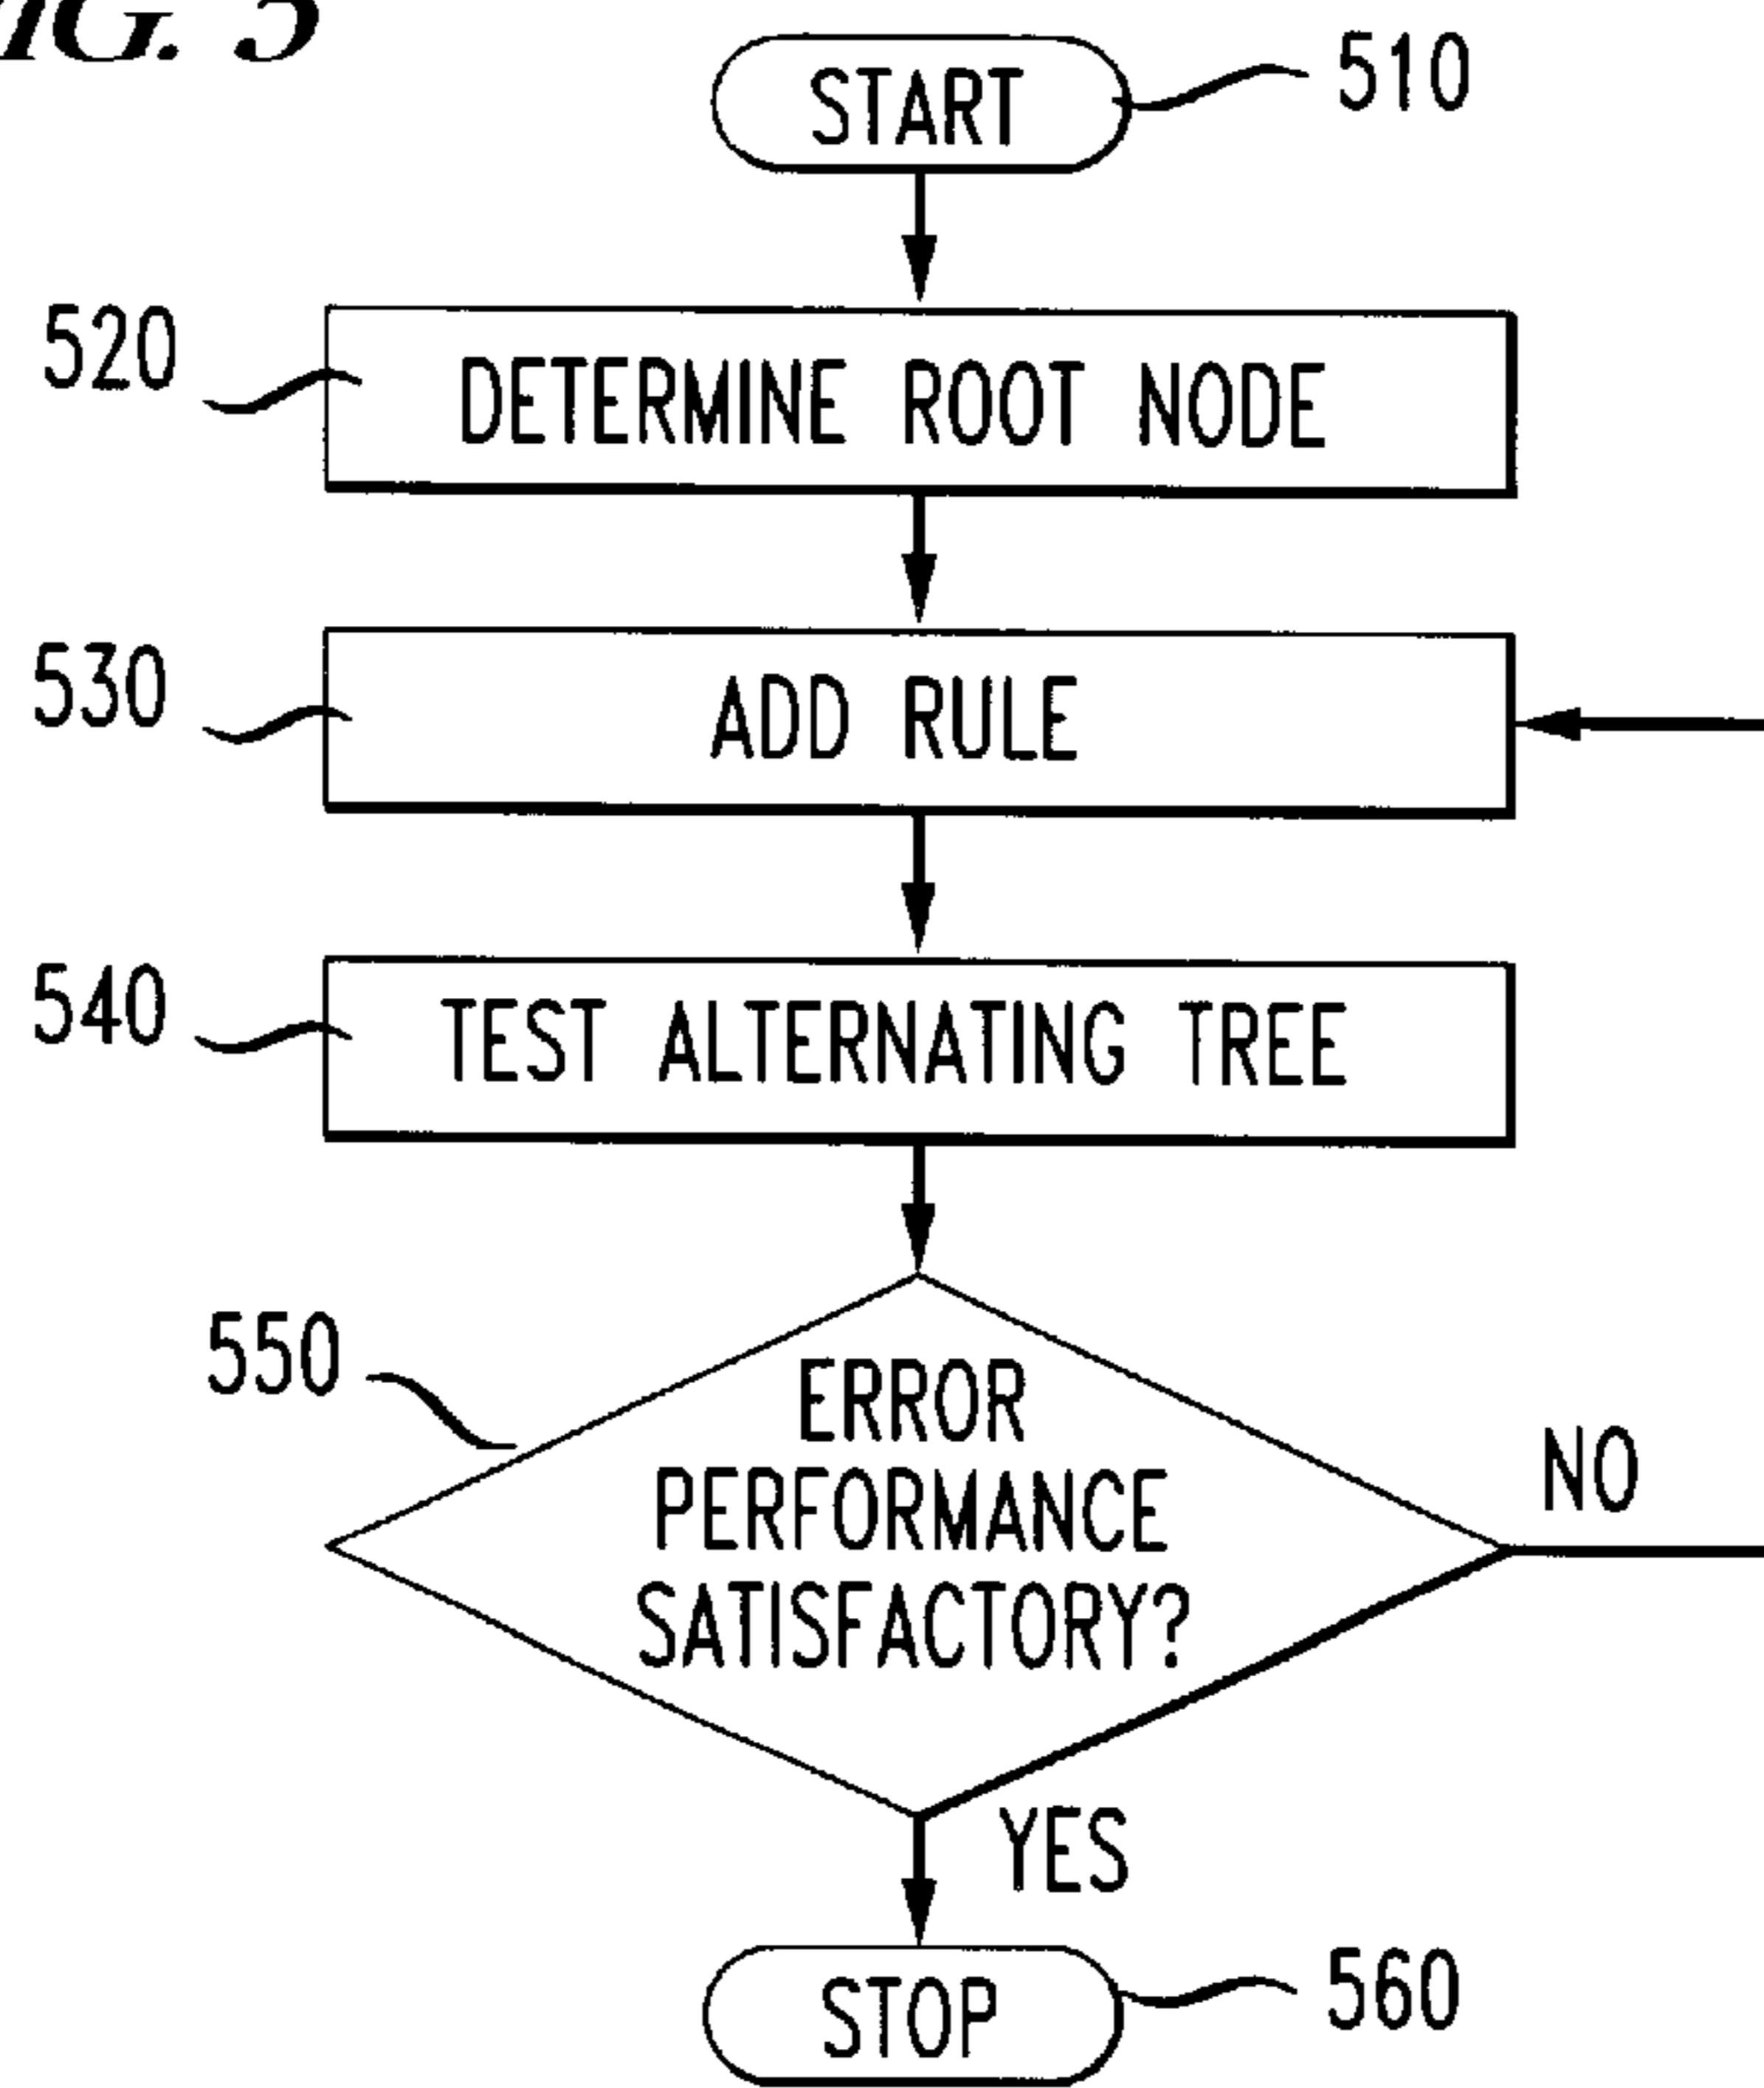 FIG. 5
START
510
520
DETERMINE ROOT NODE
530
ADD RULE
540
TEST ALTERNATING TREE
550
ERROR
PERFORMANCE
SATISFACTORY?
NO
YES
STOP
560